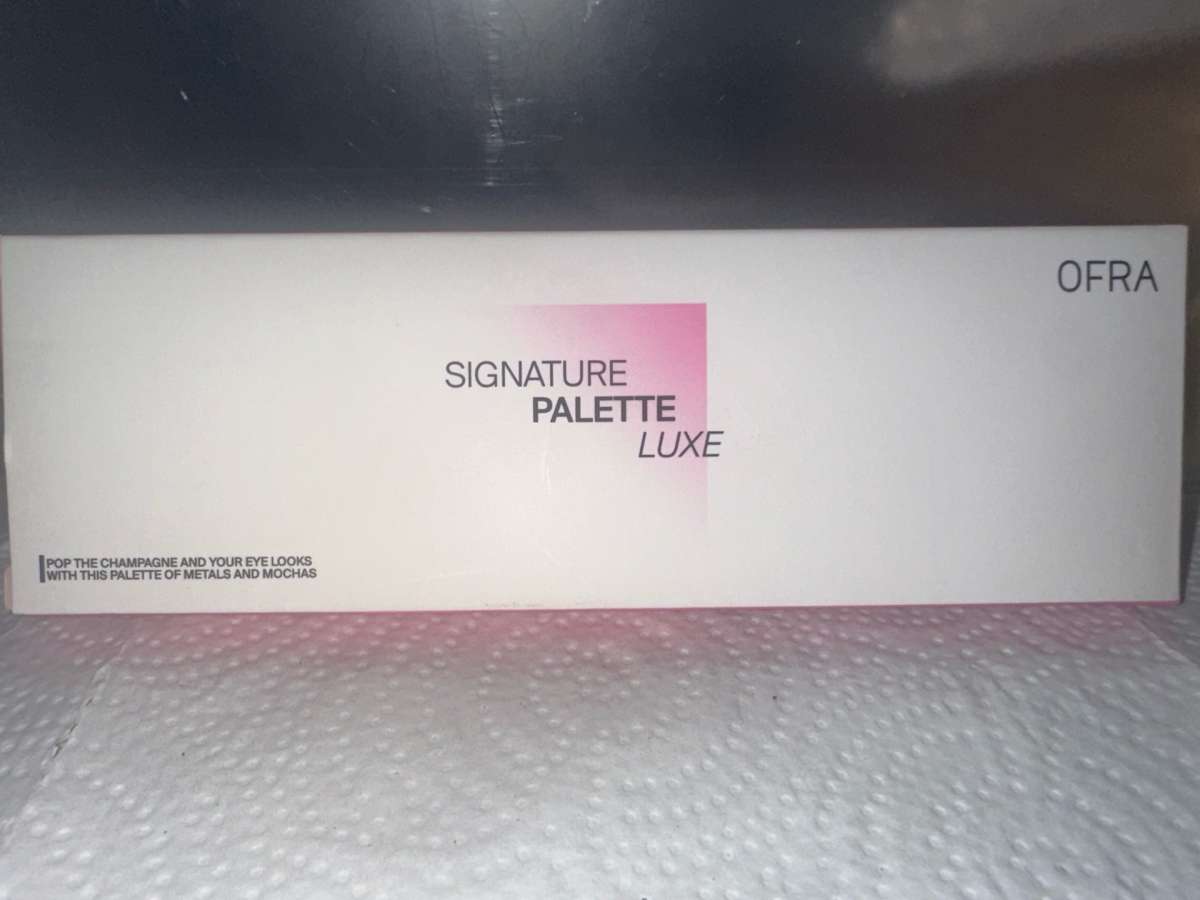 OFRA
SIGNATURE
PALETTE
LUXE
POP THE CHAMPAGNE AND YOUR EYE LOOKS
WITH THIS PALETTE OF METALS AND MOCHAS